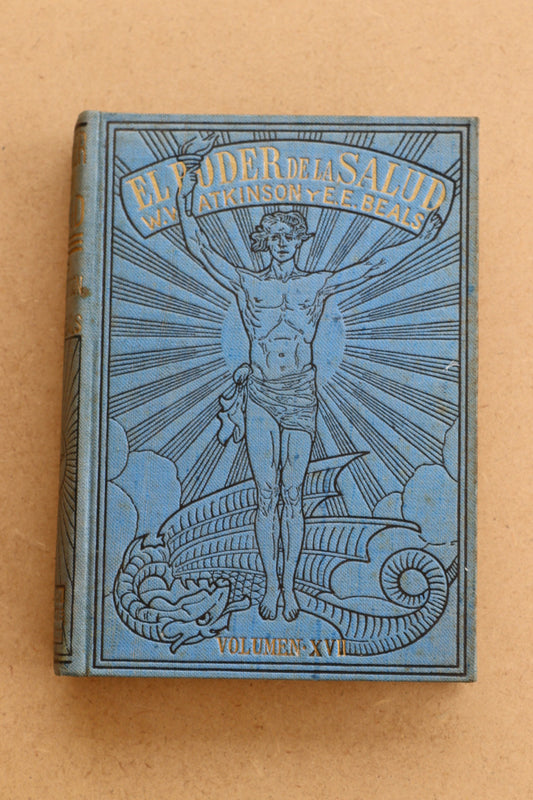 EL PODER DE LA SALUD
W.W. ATKINSON Y E.E. BEALS
VOLUMEN·XVII